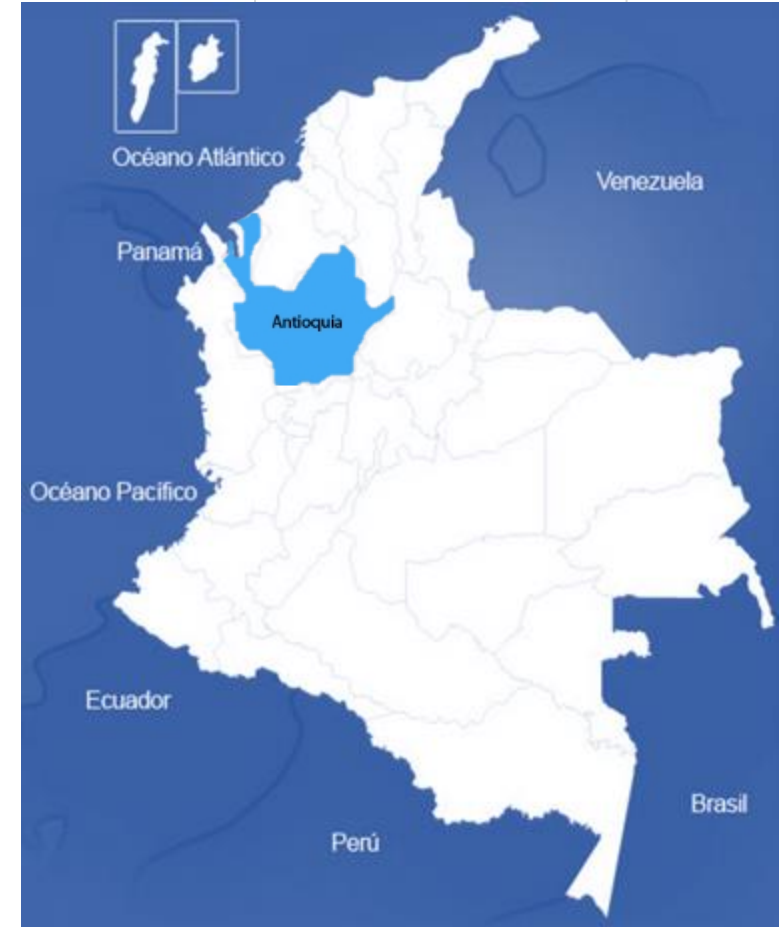 Océano Atlántico
Venezuela
Panamá
Antioquia
Océano Pacífico
Ecuador
Brasil
Perú